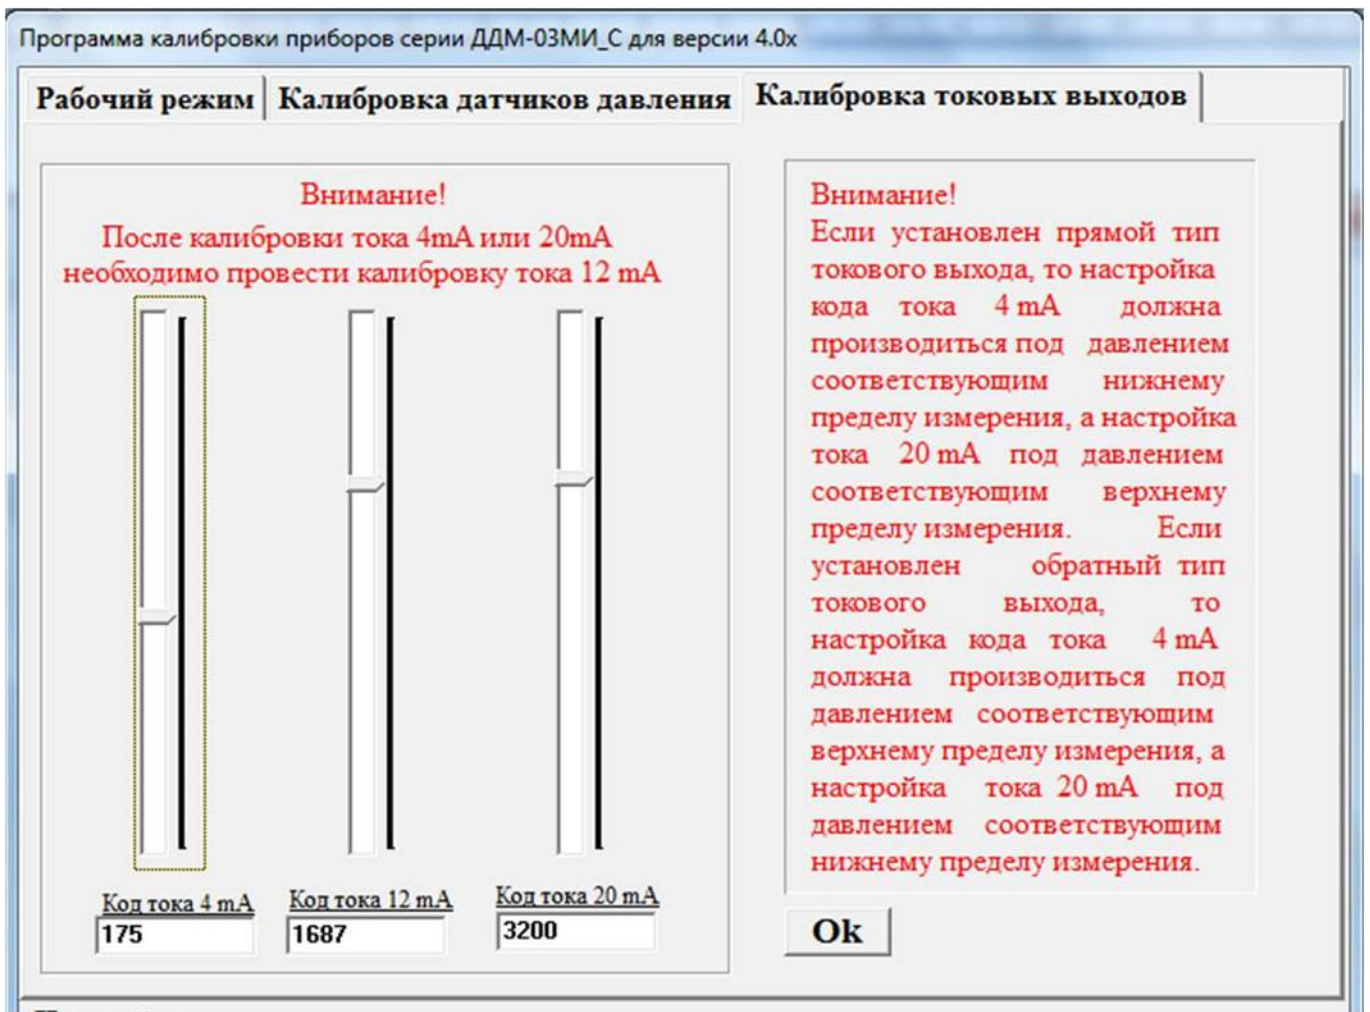 Программа калибровки приборов серии ДДМ-03МИ_С для версии 4.0x
Рабочий режим
Калибровка датчиков давления
Калибровка токовых выходов
Внимание!
После калибровки тока 4mA или 20mA
необходимо провести калибровку тока 12 mA
Код тока 4 mA
175
Код тока 12 mA
1687
Код тока 20 mA
3200
Внимание!
Если установлен прямой тип
токового выхода, то настройка
кода тока 4 mA должна
производиться под давлением
соответствующим нижнему
пределу измерения, а настройка
тока 20 mA под давлением
соответствующим верхнему
пределу измерения. Если
установлен обратный тип
токового выхода, то
настройка кода тока 4 mA
должна производиться под
давлением соответствующим
верхнему пределу измерения, а
настройка тока 20 mA под
давлением соответствующим
нижнему пределу измерения.
Ok